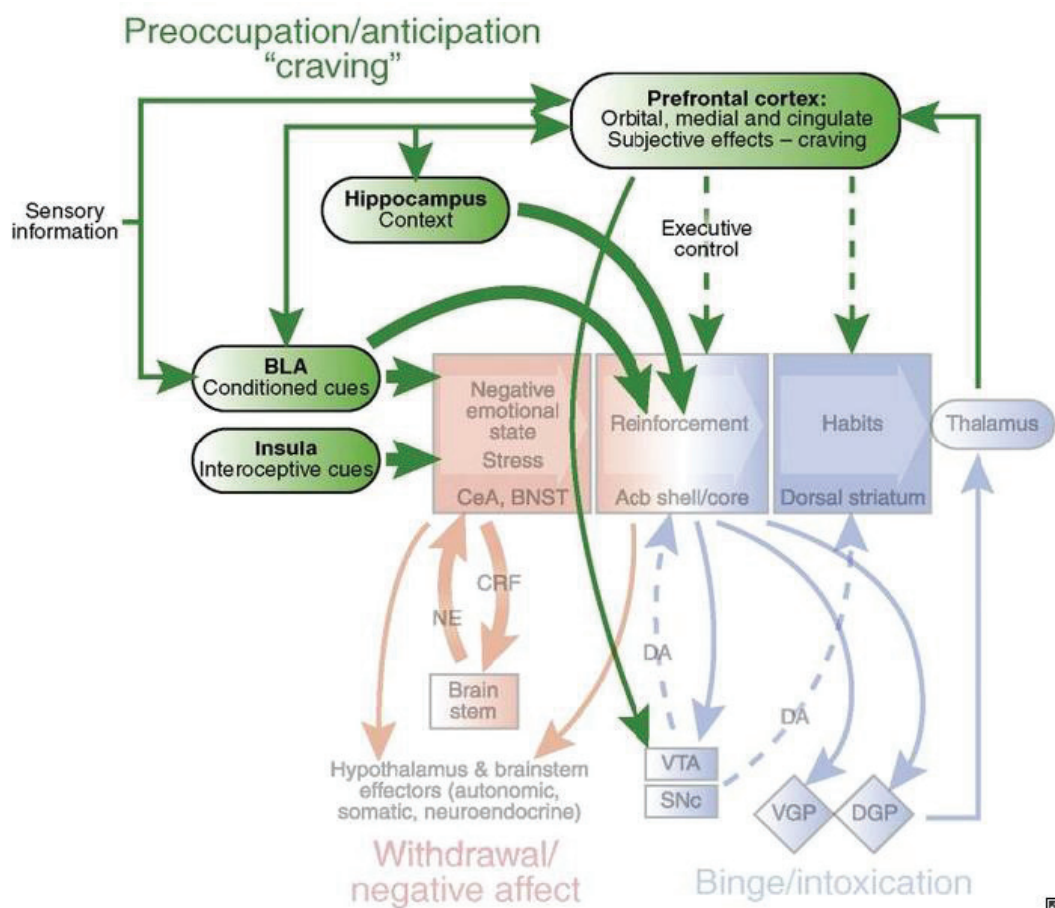 Preoccupation/anticipation
“craving”
Prefrontal cortex:
Orbital, medial and cingulate
Subjective effects – craving
Hippocampus
Context
Sensory
information
Executive
control
BLA
Conditioned cues
Insula
Interoceptive cues
Negative
emotional
state
Stress
CeA, BNST
Reinforcement
Acb shell/core
Habits
Dorsal striatum
Thalamus
NE
CRF
DA
DA
Brain
stem
VTA
SNc
VGP
DGP
Hypothalamus & brainstem
effectors (autonomic,
somatic, neuroendocrine)
Withdrawal/
negative affect
Binge/intoxication